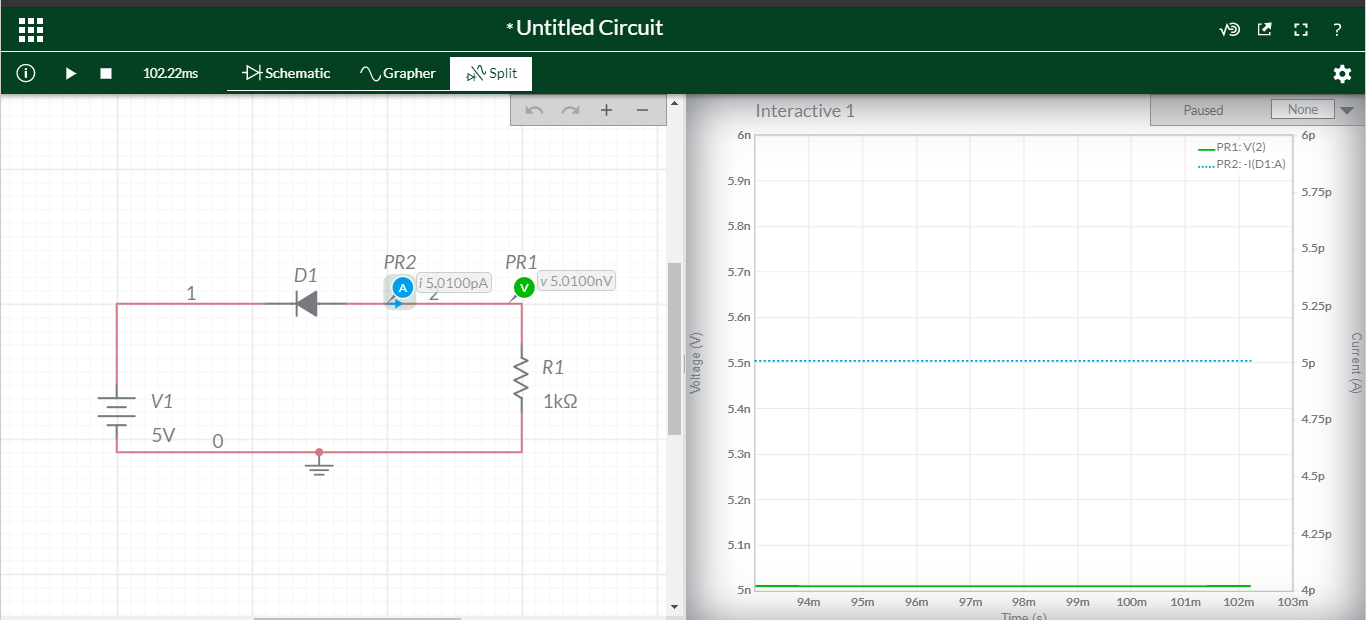 *Untitled Circuit
?
102.22ms
Schematic
Grapher
Split
Interactive 1
Paused
None
PR1: V(2)
PR2: -I(D1:A)
6n
5.9n
5.8n
5.7n
5.6n
5.5n
5.4n
5.3n
5.2n
5.1n
5n
Voltage (V)
6p
5.75p
5.5p
5.25p
5p
4.75p
4.5p
4.25p
4p
Current (A)
94m
95m
96m
97m
98m
99m
100m
101m
102m
103m
Time (s)
D1
PR2
A
i 5.0100pA
PR1
V
v 5.0100nV
1
2
R1
1kΩ
V1
5V
0